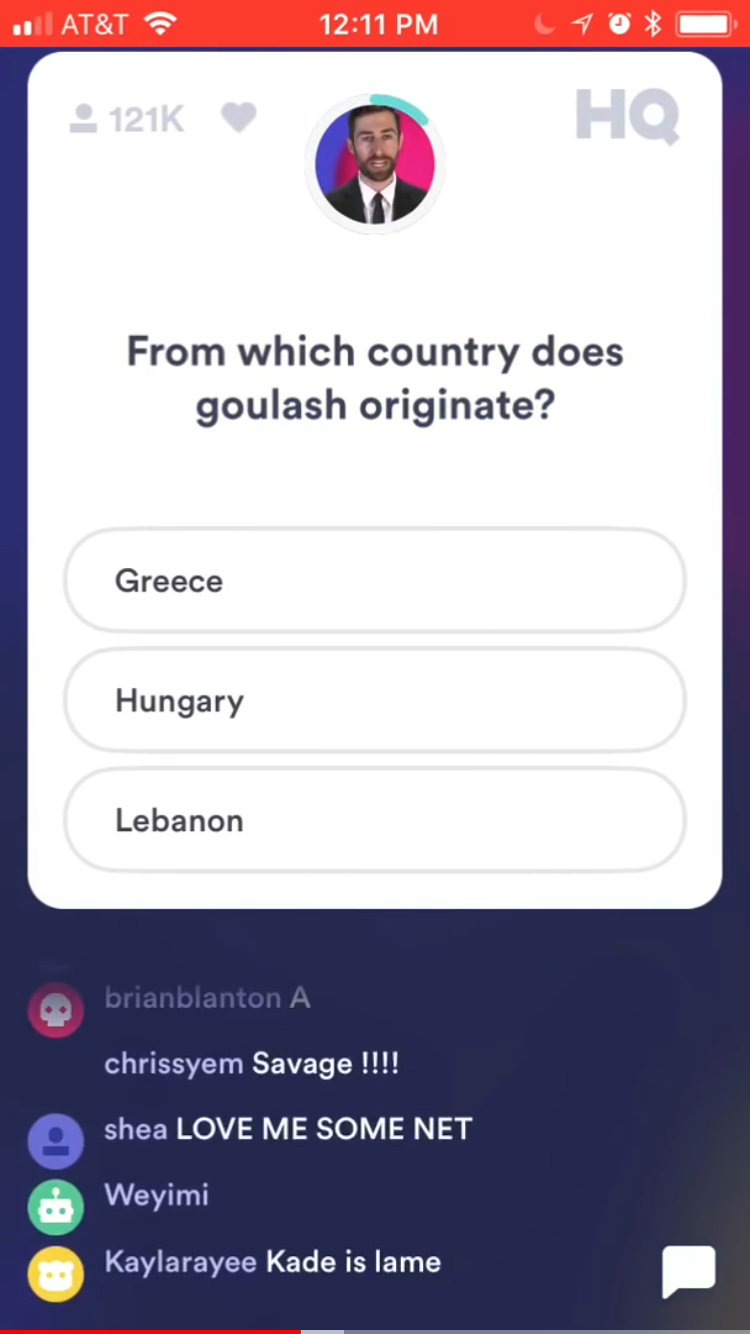 AT&T 12:11 PM
121K HQ
From which country does
goulash originate?
Greece
Hungary
Lebanon
brianblanton A
chrissyem Savage !!!!
shea LOVE ME SOME NET
Weyimi
Kaylarayee Kade is lame